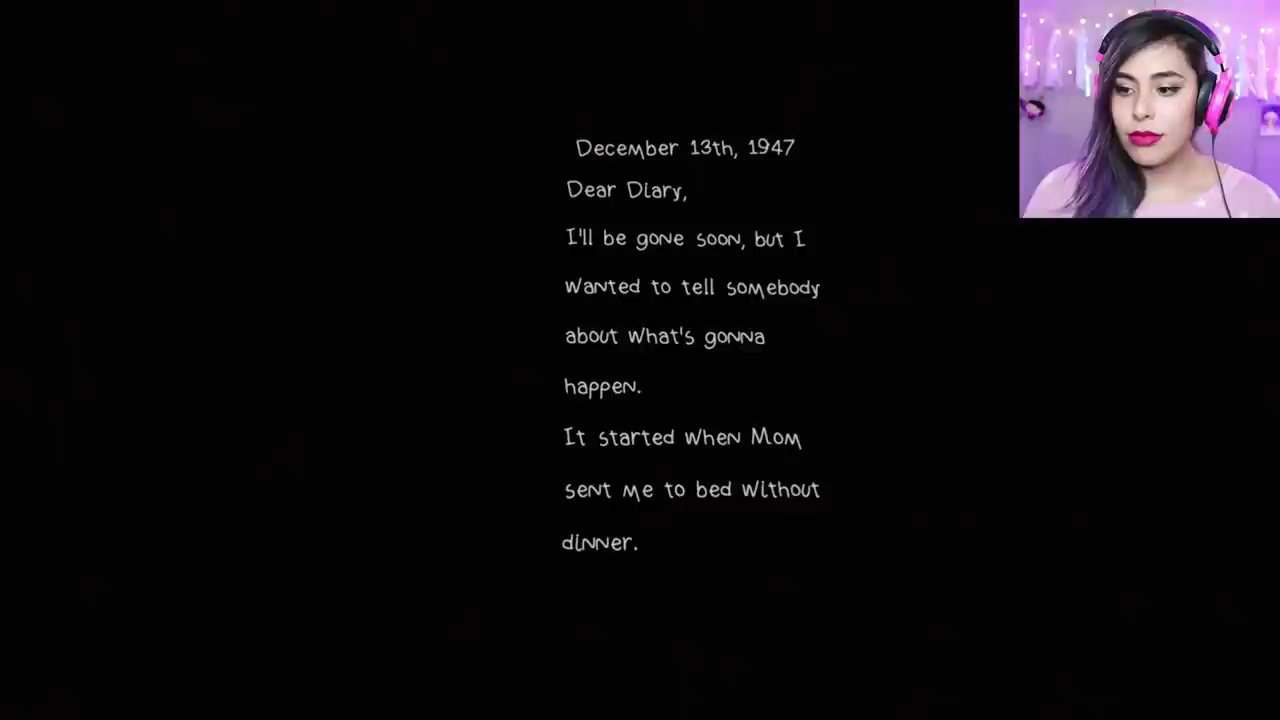 December 13th, 1947
Dear Diary,
I'll be gone soon, but I
wanted to tell somebody
about what's gonna
happen.
It started when Mom
sent me to bed without
dinner.